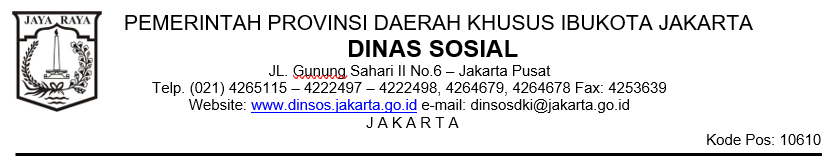 JAYA RAYA
PEMERINTAH PROVINSI DAERAH KHUSUS IBUKOTA JAKARTA
DINAS SOSIAL
JL. Gunung Sahari II No.6 – Jakarta Pusat
Telp. (021) 4265115 – 4222497 – 4222498, 4264679, 4264678 Fax: 4253639
Website: www.dinsos.jakarta.go.id e-mail: dinsosdki@jakarta.go.id
J A K A R T A
Kode Pos: 10610